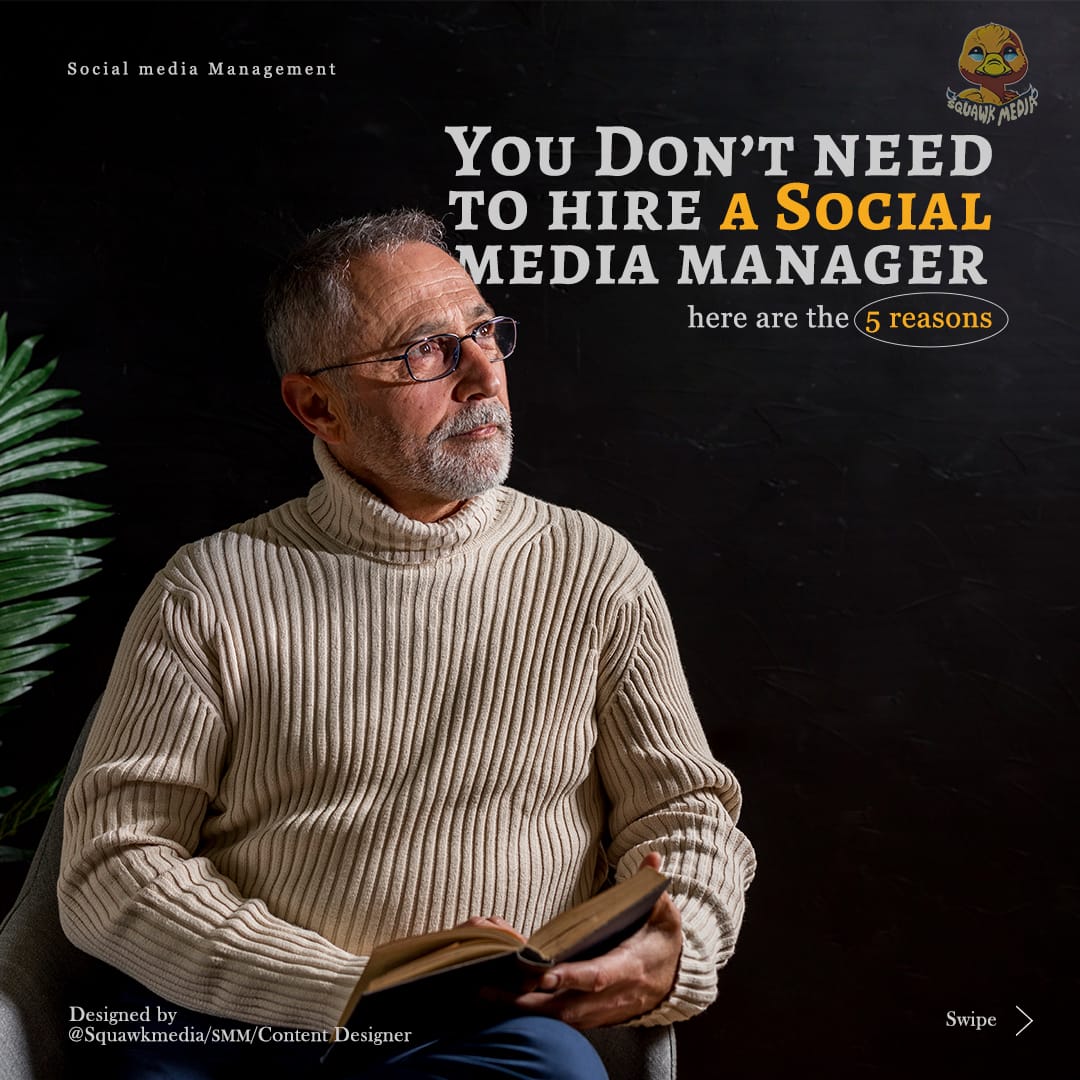 Social media Management
SQUAWK MEDIA
You Don’t need
to hire a Social
media manager
here are the 5 reasons
Designed by
@Squawkmedia/SMM/Content Designer
Swipe